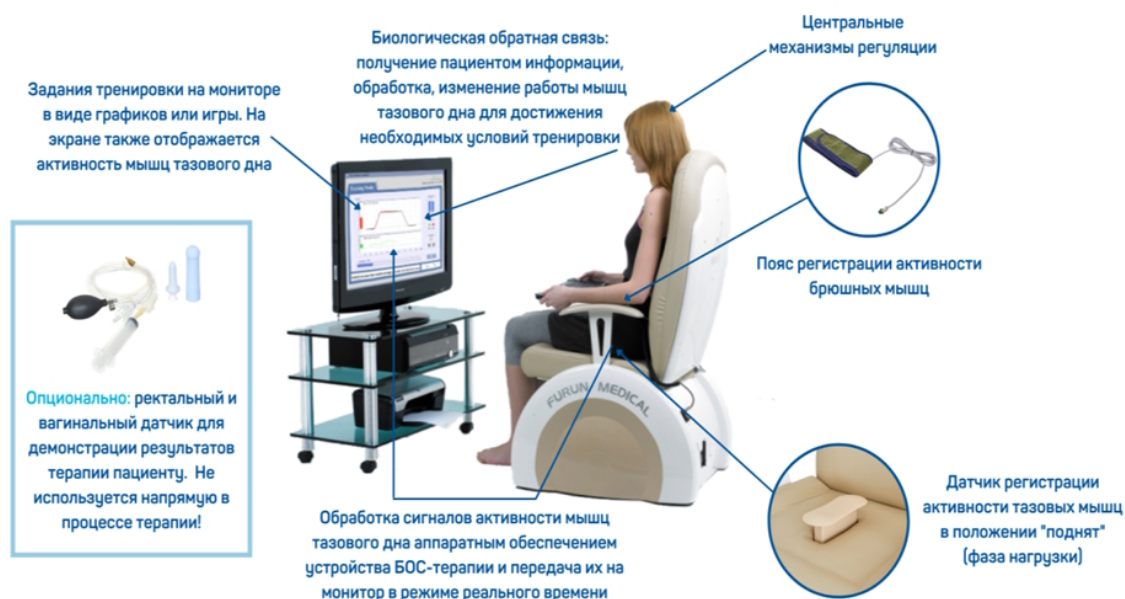 Центральные
механизмы регуляции
Биологическая обратная связь:
получение пациентом информации,
обработка, изменение работы мышц
тазового дна для достижения
необходимых условий тренировки
Задания тренировки на мониторе
в виде графиков или игры. На
экране также отображается
активность мышц тазового дна
Пояс регистрации активности
брюшных мышц
Опционально: ректальный и
вагинальный датчик для
демонстрации результатов
терапии пациенту. Не
используется напрямую в
процессе терапии!
FURUN MEDICAL
Датчик регистрации
активности тазовых мышц
в положении "поднят"
(фаза нагрузки)
Обработка сигналов активности мышц
тазового дна аппаратным обеспечением
устройства БОС-терапии и передача их на
монитор в режиме реального времени